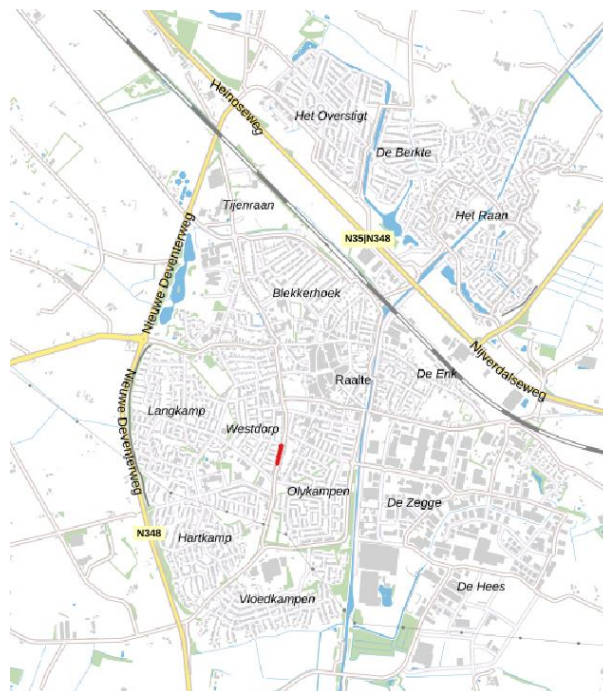 Heinoseweg
Het Overstigt
De Berkte
Tijenraan
Het Raan
N35|N348
Nieuwe Deventerweg
Blekkerhoek
Nijverdalseweg
Raalte
De Enk
Nieuwe Deventerweg
Langkamp
Westdorp
Olykampen
De Zegge
N348
Hartkamp
De Hees
Vloedkampen